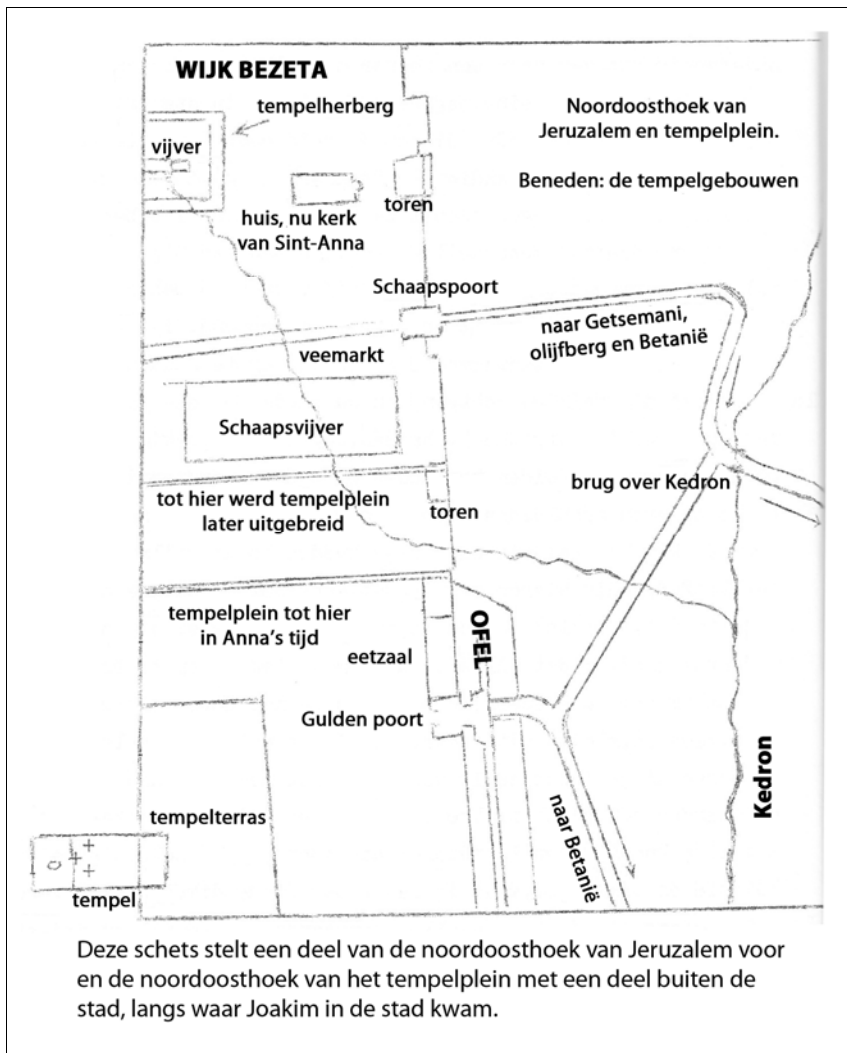 WIJK BEZETA
tempelherberg
Noordoosthoek van
Jeruzalem en tempelplein.
vijver
Beneden: de tempelgebouwen
toren
huis, nu kerk
van Sint-Anna
Schaapspoort
naar Getsemani,
olijfberg en Betanië
veemarkt
Schaapsvijver
brug over Kedron
tot hier werd tempelplein
later uitgebreid
toren
tempelplein tot hier
in Anna's tijd
OFEL
eetzaal
Gulden poort
Kedron
naar Betanië
tempelterras
tempel
Deze schets stelt een deel van de noordoosthoek van Jeruzalem voor
en de noordoosthoek van het tempelplein met een deel buiten de
stad, langs waar Joakim in de stad kwam.